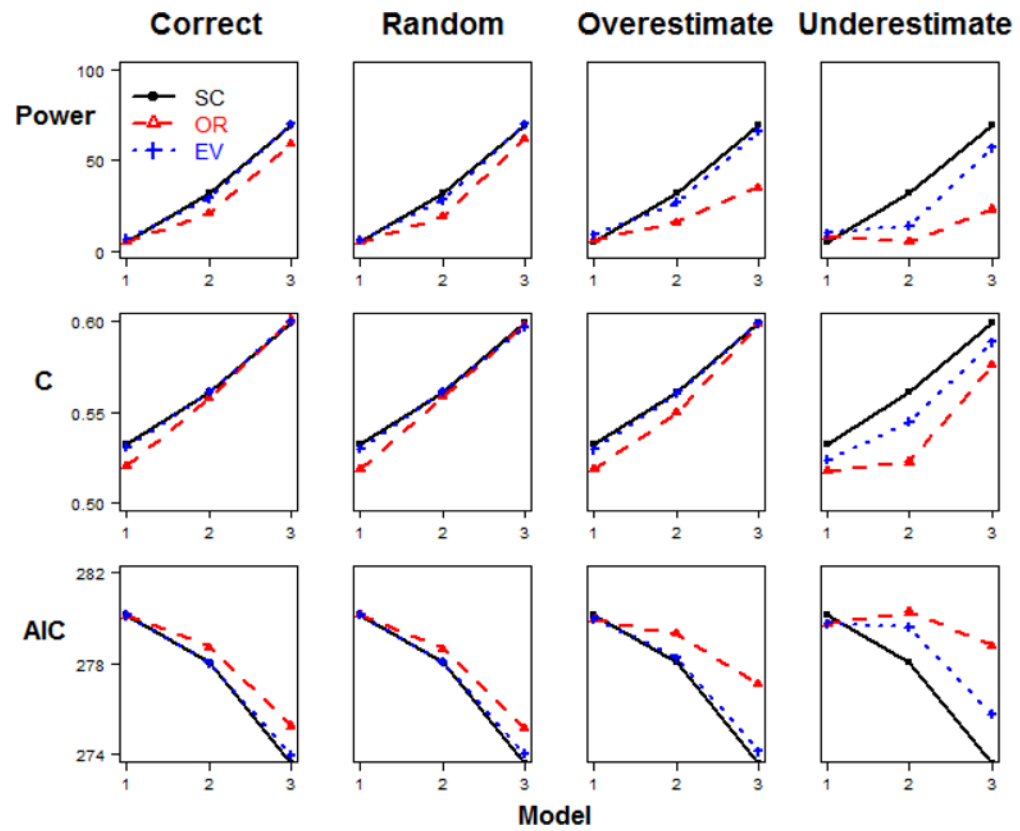 Correct Random Overestimate Underestimate
Power
100
50
0
SC
OR
EV
1 2 3 1 2 3 1 2 3 1 2 3
C
0.60
0.55
0.50
1 2 3 1 2 3 1 2 3 1 2 3
AIC
282
278
274
1 2 3 1 2 3 1 2 3 1 2 3
Model